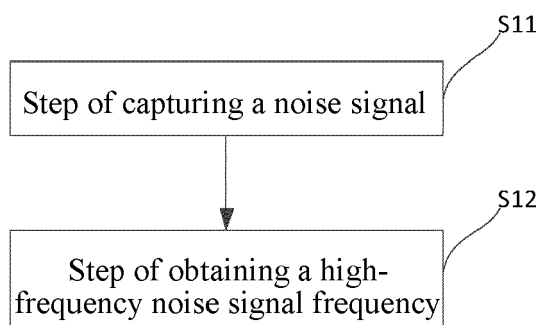 S11
Step of capturing a noise signal
S12
Step of obtaining a high-
frequency noise signal frequency